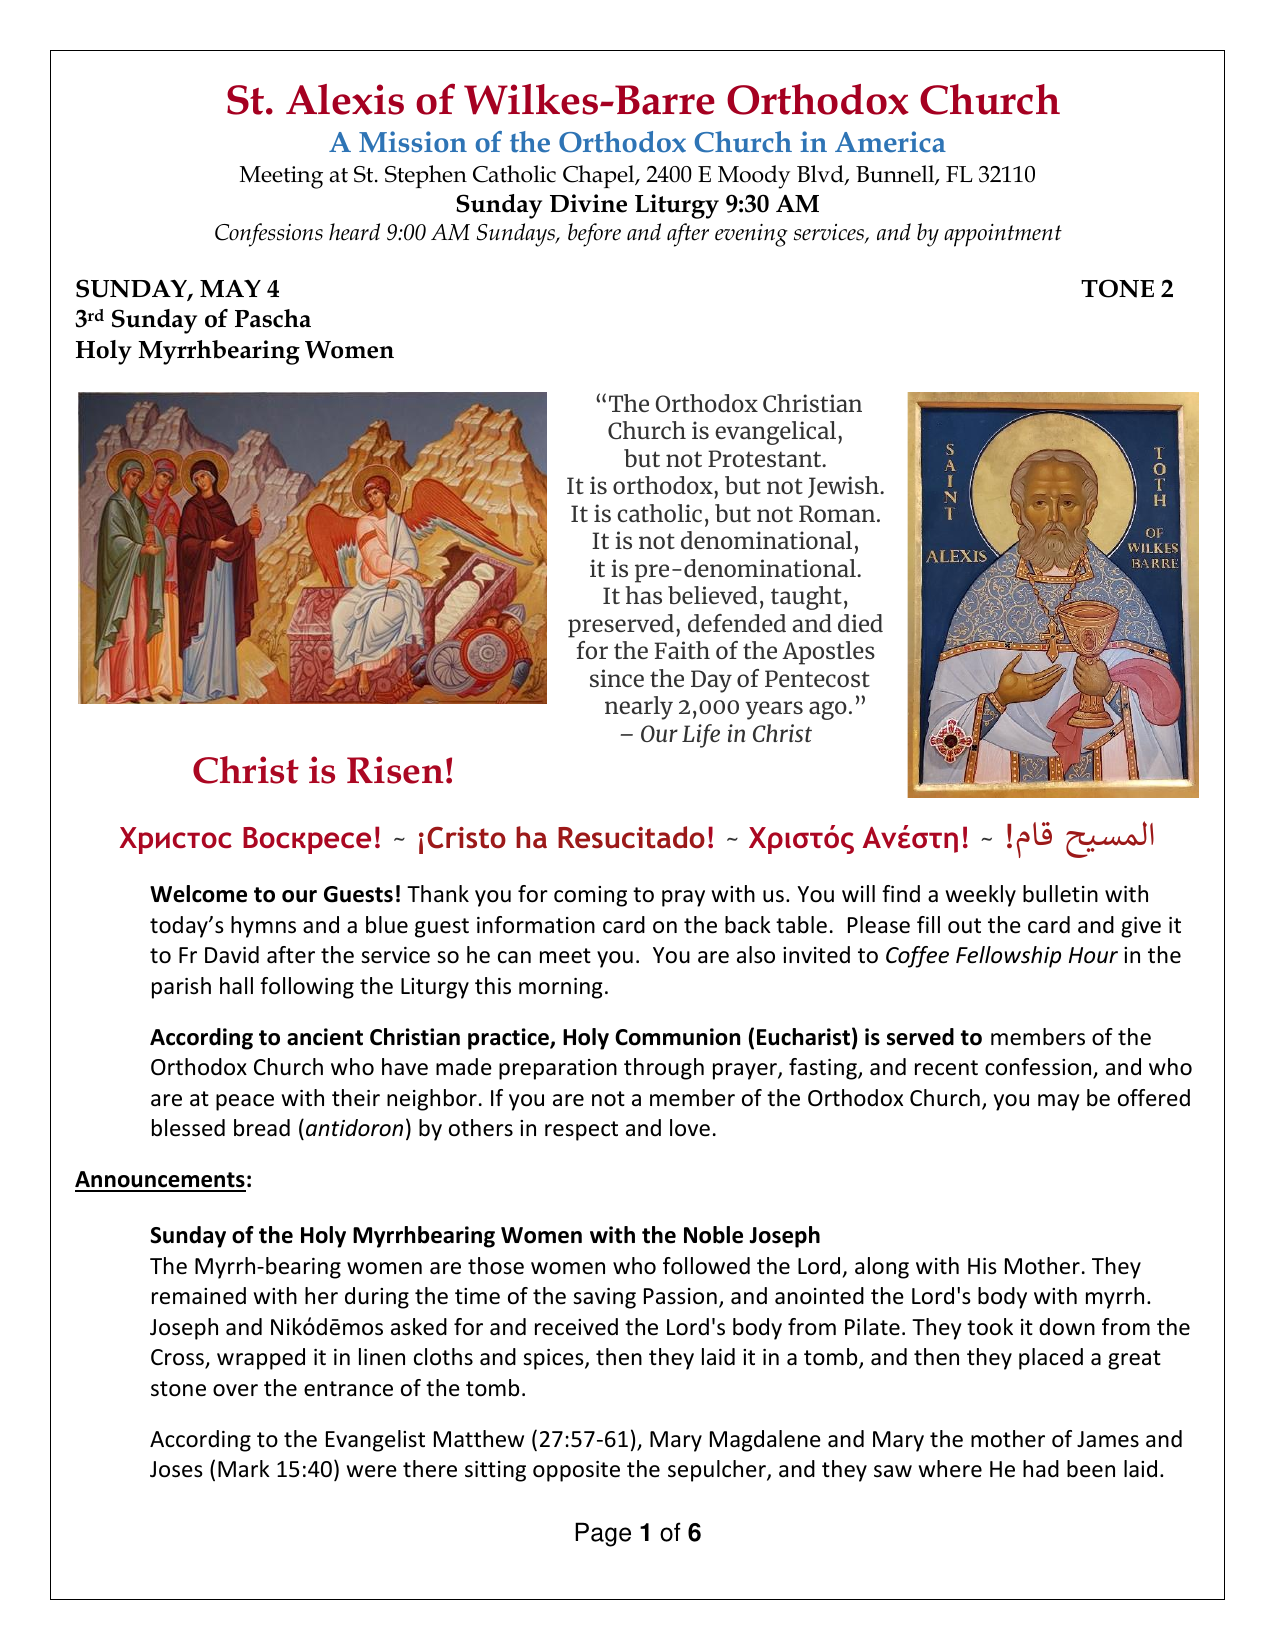 St. Alexis of Wilkes-Barre Orthodox Church
A Mission of the Orthodox Church in America
Meeting at St. Stephen Catholic Chapel, 2400 E Moody Blvd, Bunnell, FL 32110
Sunday Divine Liturgy 9:30 AM
Confessions heard 9:00 AM Sundays, before and after evening services, and by appointment
SUNDAY, MAY 4 TONE 2
3rd Sunday of Pascha
Holy Myrrhbearing Women
“The Orthodox Christian
Church is evangelical,
but not Protestant.
It is orthodox, but not Jewish.
It is catholic, but not Roman.
It is not denominational,
it is pre-denominational.
It has believed, taught,
preserved, defended and died
for the Faith of the Apostles
since the Day of Pentecost
nearly 2,000 years ago.”
– Our Life in Christ
SAINT
ALEXIS
TOTH
OF
WILKES
BARRE
Christ is Risen!
Христос Воскресе! ~ ¡Cristo ha Resucitado! ~ Χριστός Ανέστη! ~ المسيح قام!
Welcome to our Guests! Thank you for coming to pray with us. You will find a weekly bulletin with
today’s hymns and a blue guest information card on the back table.  Please fill out the card and give it
to Fr David after the service so he can meet you.  You are also invited to Coffee Fellowship Hour in the
parish hall following the Liturgy this morning.
According to ancient Christian practice, Holy Communion (Eucharist) is served to members of the
Orthodox Church who have made preparation through prayer, fasting, and recent confession, and who
are at peace with their neighbor. If you are not a member of the Orthodox Church, you may be offered
blessed bread (antidoron) by others in respect and love.
Announcements:
Sunday of the Holy Myrrhbearing Women with the Noble Joseph
The Myrrh-bearing women are those women who followed the Lord, along with His Mother. They
remained with her during the time of the saving Passion, and anointed the Lord's body with myrrh.
Joseph and Nikódēmos asked for and received the Lord's body from Pilate. They took it down from the
Cross, wrapped it in linen cloths and spices, then they laid it in a tomb, and then they placed a great
stone over the entrance of the tomb.
According to the Evangelist Matthew (27:57-61), Mary Magdalene and Mary the mother of James and
Joses (Mark 15:40) were there sitting opposite the sepulcher, and they saw where He had been laid.
Page 1 of 6